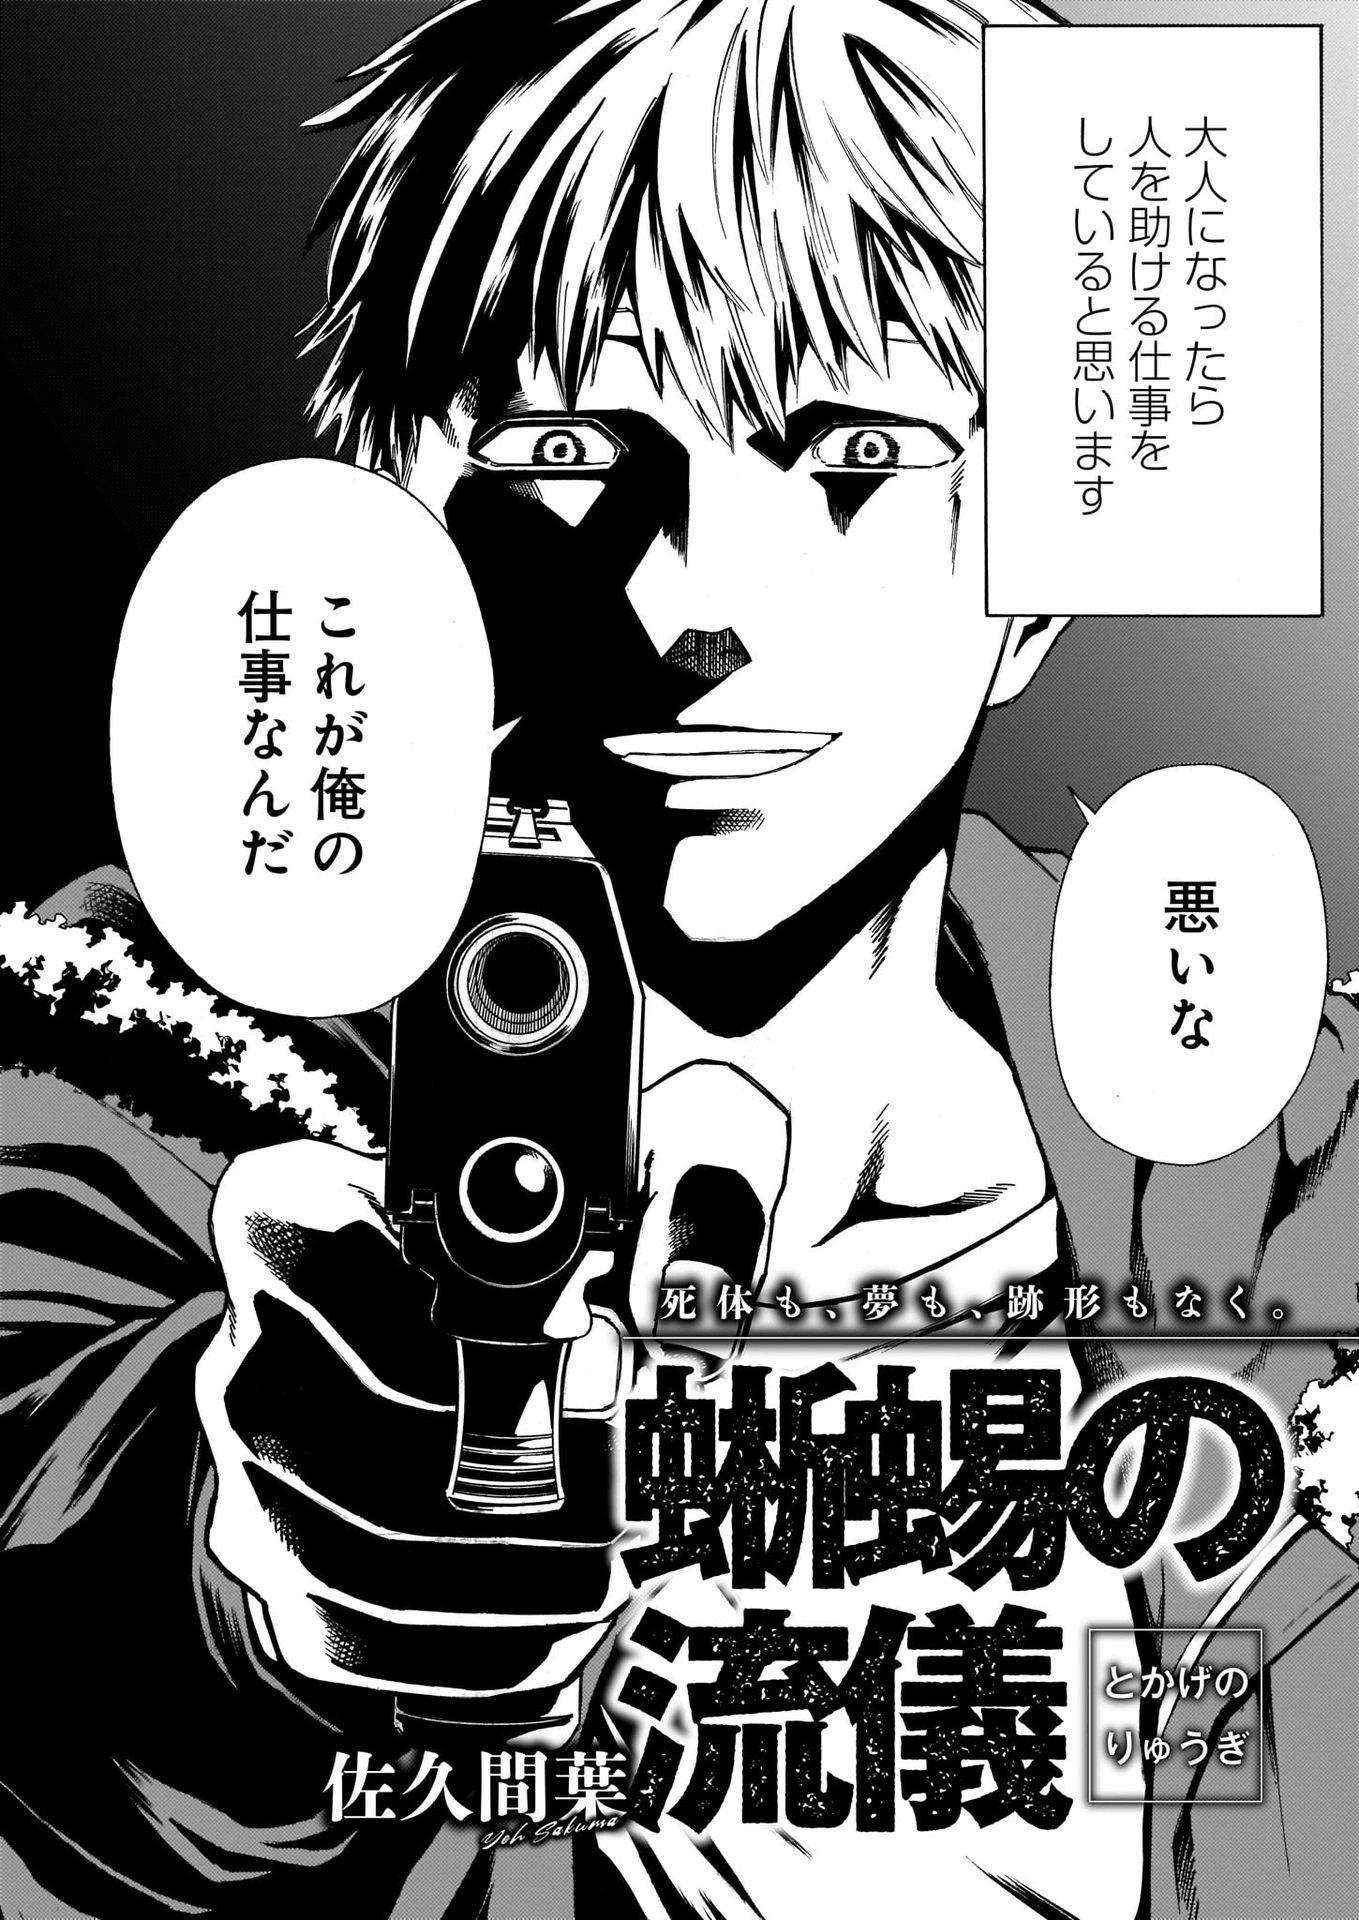 大人になったら
人を助ける仕事を
していると思います
悪いな
これが俺の
仕事なんだ
死体も、夢も、跡形もなく。
蜥蜴の
流儀
とかげの
りゅうぎ
佐久間葉
Yoh Sakuma